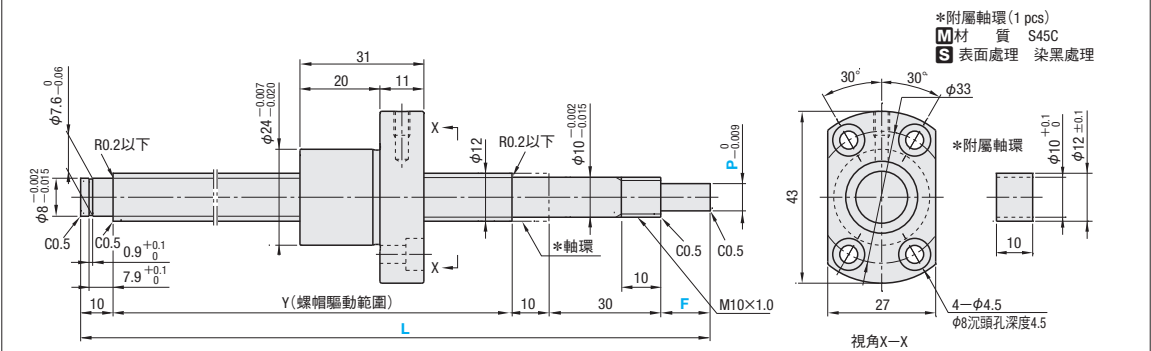 *附屬軸環(1 pcs)
M材 質 S45C
S 表面處理 染黑處理
31
20
11
φ7.6 0 -0.06
φ24 -0.007 -0.020
X
φ12
R0.2以下
R0.2以下
φ10 -0.002 -0.015
P 0 -0.009
φ8 -0.002 -0.015
C0.5
C0.5
0.9 +0.1 0
7.9 +0.1 0
X
*軸環
C0.5
C0.5
10
M10×1.0
10
Y(螺帽驅動範圍)
10
30
F
L
30°
30°
φ33
43
27
4-φ4.5
φ8沉頭孔深度4.5
視角X-X
*附屬軸環
φ10 +0.1 0
φ12 ±0.1
10